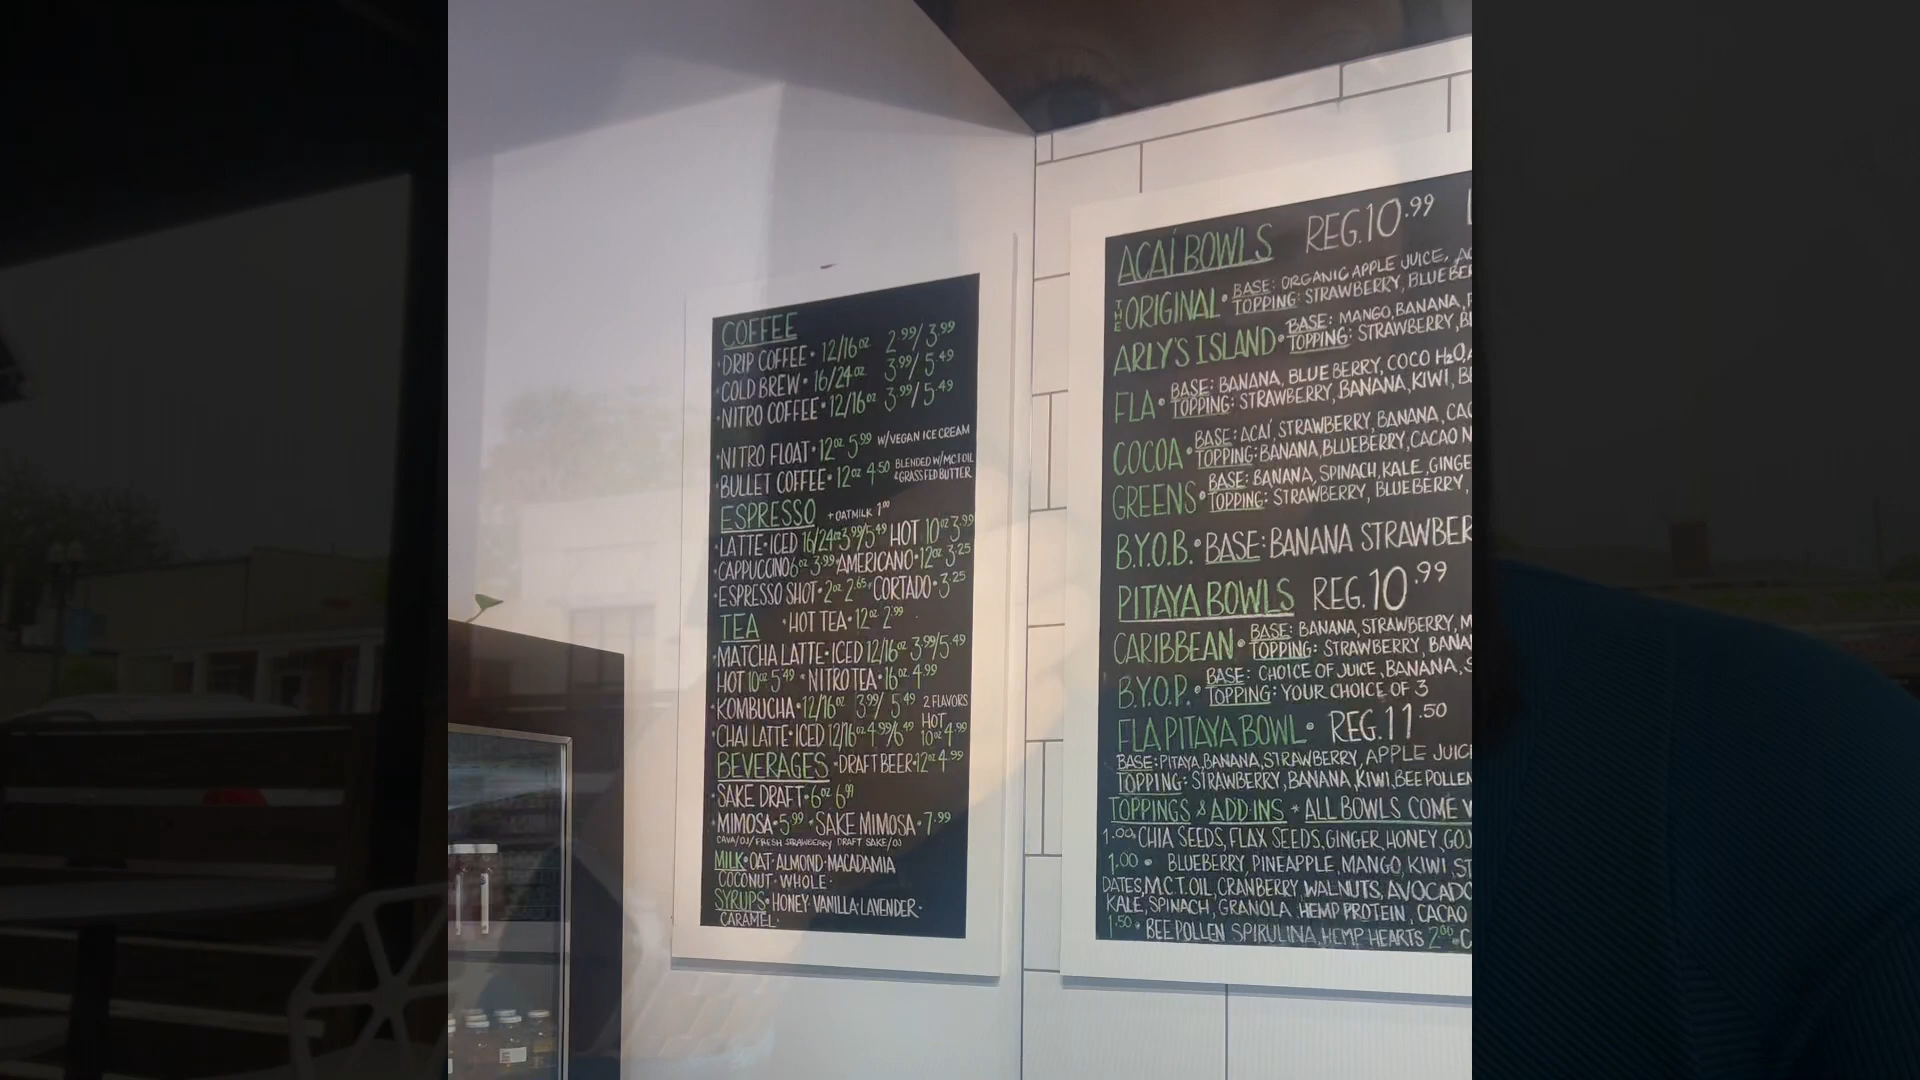 COFFEE
DRIP COFFEE • 12/16oz 2.99/3.99
COLD BREW • 16/24oz 3.99/5.49
NITRO COFFEE • 12/16oz 3.99/5.49
NITRO FLOAT • 12oz 5.99 W/VEGAN ICE CREAM
BULLET COFFEE • 12oz 4.50 BLENDED W/MCT OIL
& GRASSFED BUTTER
ESPRESSO + OATMILK 1.00
LATTE • ICED 16/24oz 3.99/5.49 HOT 10oz 3.99
CAPPUCCINO 6oz 3.99 AMERICANO • 12oz 3.25
ESPRESSO SHOT • 2oz 2.65 • CORTADO • 3.25
TEA • HOT TEA • 12oz 2.99
MATCHA LATTE • ICED 12/16oz 3.99/5.49
HOT 10oz 5.49 • NITRO TEA • 16oz 4.99
KOMBUCHA • 12/16oz 3.99/5.49 2 FLAVORS
CHAI LATTE • ICED 12/16oz 4.99/6.49 HOT 10oz 4.99
BEVERAGES • DRAFT BEER • 12oz 4.99
SAKE DRAFT • 6oz 6.99
MIMOSA • 5.99 • SAKE MIMOSA • 7.99
CAVA/OJ/FRESH STRAWBERRY DRAFT SAKE/OJ
MILK • OAT • ALMOND • MACADAMIA
COCONUT • WHOLE •
SYRUPS • HONEY • VANILLA • LAVENDER •
CARAMEL •
ACAÍ BOWLS REG. 10.99
THE ORIGINAL • BASE: ORGANIC APPLE JUICE,
TOPPING: STRAWBERRY,
ARLY'S ISLAND • BASE: MANGO, BANANA,
TOPPING: STRAWBERRY,
FLA • BASE: BANANA, BLUEBERRY, COCO H2O,
TOPPING: STRAWBERRY, BANANA, KIWI,
COCOA • BASE: ACAÍ, STRAWBERRY, BANANA,
TOPPING: BANANA, BLUEBERRY, CACAO
GREENS • BASE: BANANA, SPINACH, KALE,
TOPPING: STRAWBERRY, BLUEBERRY,
B.Y.O.B. • BASE: BANANA STRAWBER
PITAYA BOWLS REG. 10.99
CARIBBEAN • BASE: BANANA, STRAWBERRY,
TOPPING: STRAWBERRY,
B.Y.O.P. • BASE: CHOICE OF JUICE, BANANA,
TOPPING: YOUR CHOICE OF 3
FLA PITAYA BOWL • REG. 11.50
BASE: PITAYA, BANANA, STRAWBERRY, APPLE JUICE
TOPPING: STRAWBERRY, BANANA, KIWI, BEE POLLEN
TOPPINGS & ADD-INS * ALL BOWLS COME
1.00 • CHIA SEEDS, FLAX SEEDS, GINGER, HONEY,
1.00 • BLUEBERRY, PINEAPPLE, MANGO, KIWI,
DATES, M.C.T. OIL, CRANBERRY WALNUTS, AVOCADO
KALE, SPINACH, GRANOLA, HEMP PROTEIN, CACAO
1.50 • BEE POLLEN SPIRULINA, HEMP HEARTS 2.00